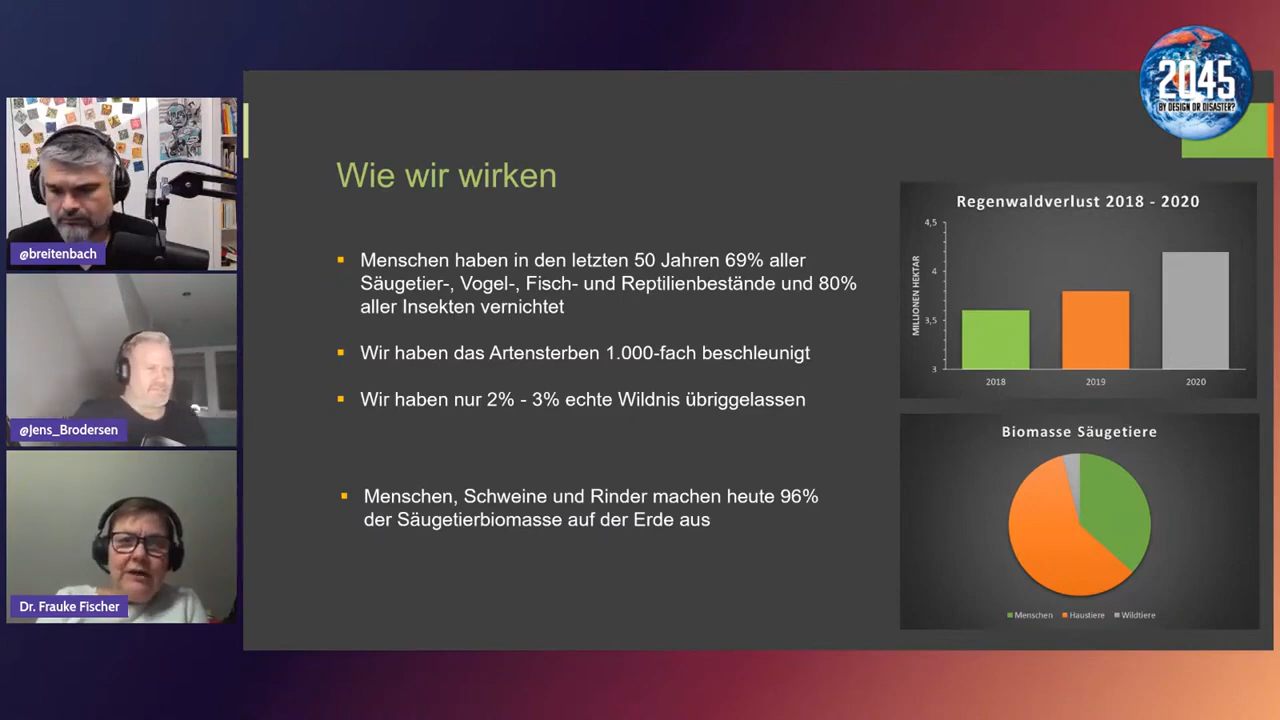 2045
BY DESIGN OR DISASTER?
@breitenbach
@Jens_Brodersen
Dr. Frauke Fischer
Wie wir wirken
▪ Menschen haben in den letzten 50 Jahren 69% aller
Säugetier-, Vogel-, Fisch- und Reptilienbestände und 80%
aller Insekten vernichtet
▪ Wir haben das Artensterben 1.000-fach beschleunigt
▪ Wir haben nur 2% - 3% echte Wildnis übriggelassen
▪ Menschen, Schweine und Rinder machen heute 96%
der Säugetierbiomasse auf der Erde aus
Regenwaldverlust 2018 - 2020
MILLIONEN HEKTAR
4,5
4
3,5
3
2018 2019 2020
Biomasse Säugetiere
Menschen Haustiere Wildtiere